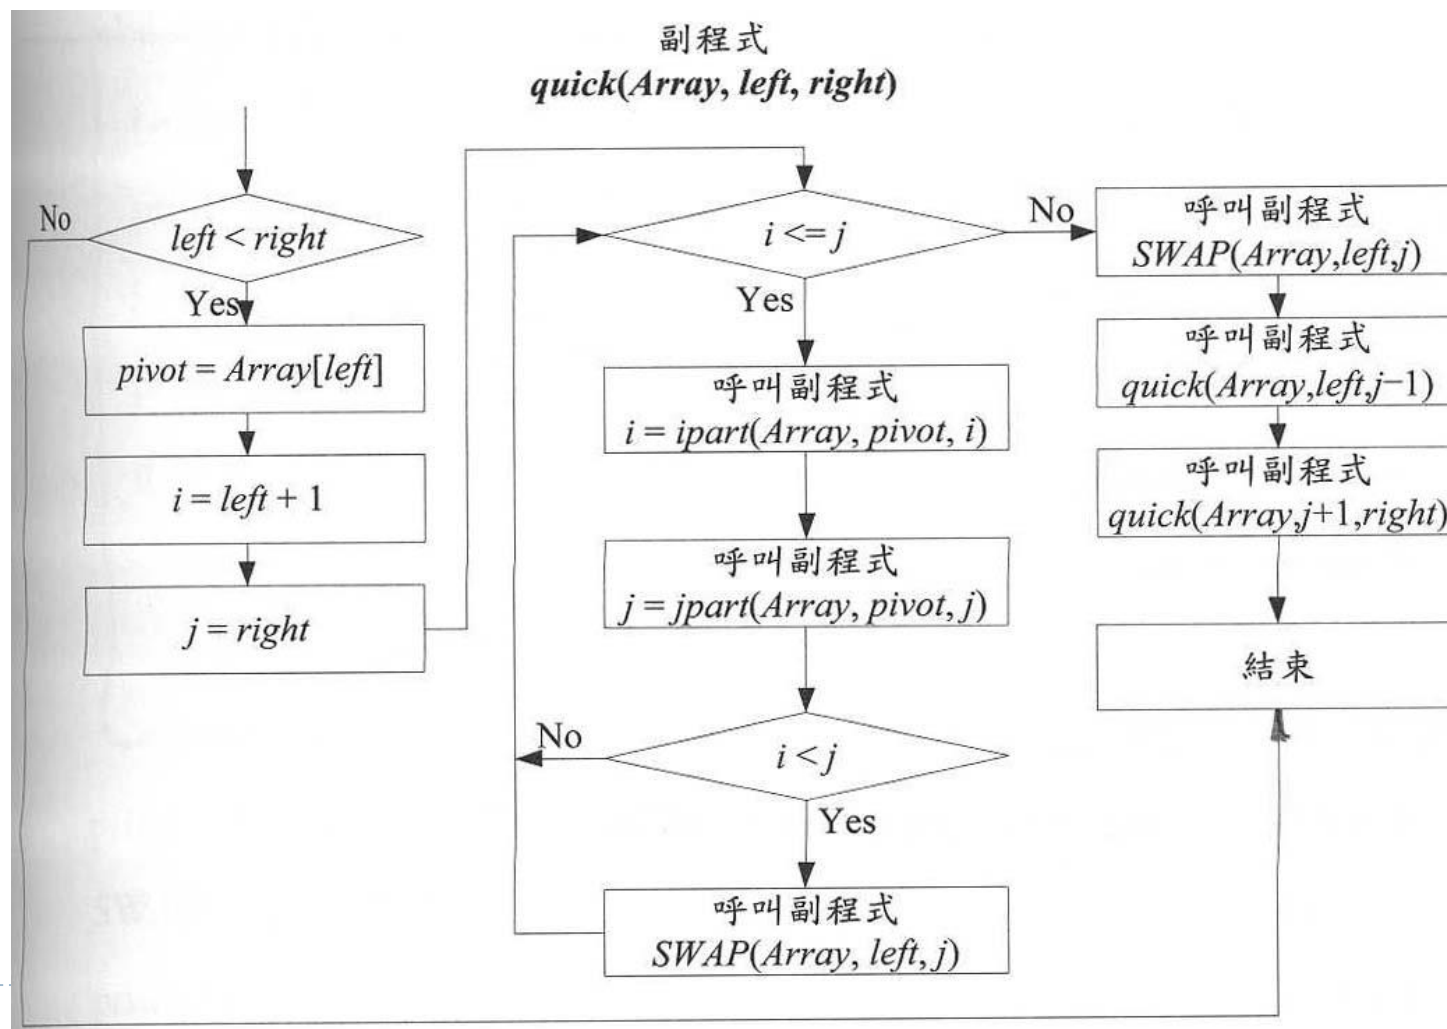 副程式
quick(Array, left, right)
left < right
No
Yes
pivot = Array[left]
i = left + 1
j = right
i <= j
Yes
呼叫副程式
i = ipart(Array, pivot, i)
呼叫副程式
j = jpart(Array, pivot, j)
i < j
No
Yes
呼叫副程式
SWAP(Array, left, j)
No
呼叫副程式
SWAP(Array,left,j)
呼叫副程式
quick(Array,left,j−1)
呼叫副程式
quick(Array,j+1,right)
結束